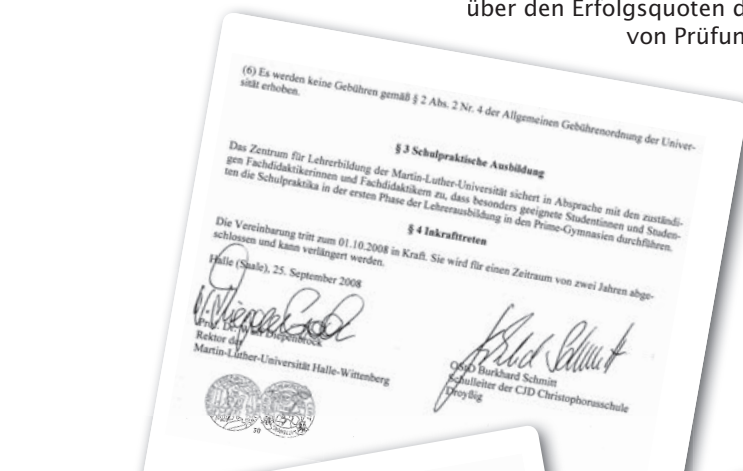 über den Erfolgsquoten d
von Prüfun
(6) Es werden keine Gebühren gemäß § 2 Abs. 2 Nr. 4 der Allgemeinen Gebührenordnung der Univer-
sität erhoben.
§ 3 Schulpraktische Ausbildung
Das Zentrum für Lehrerbildung der Martin-Luther-Universität sichert in Absprache mit den zuständi-
gen Fachdidaktikerinnen und Fachdidaktikern zu, dass besonders geeignete Studentinnen und Studen-
ten die Schulpraktika in der ersten Phase der Lehrerausbildung in den Prime-Gymnasien durchführen.
§ 4 Inkrafttreten
Die Vereinbarung tritt zum 01.10.2008 in Kraft. Sie wird für einen Zeitraum von zwei Jahren abge-
schlossen und kann verlängert werden.
Halle (Saale), 25. September 2008
Prof. Dr. Diepenbrock
Rektor der
Martin-Luther-Universität Halle-Wittenberg
OStD Burkhard Schmitt
Schulleiter der CJD Christophorusschule
Droyßig